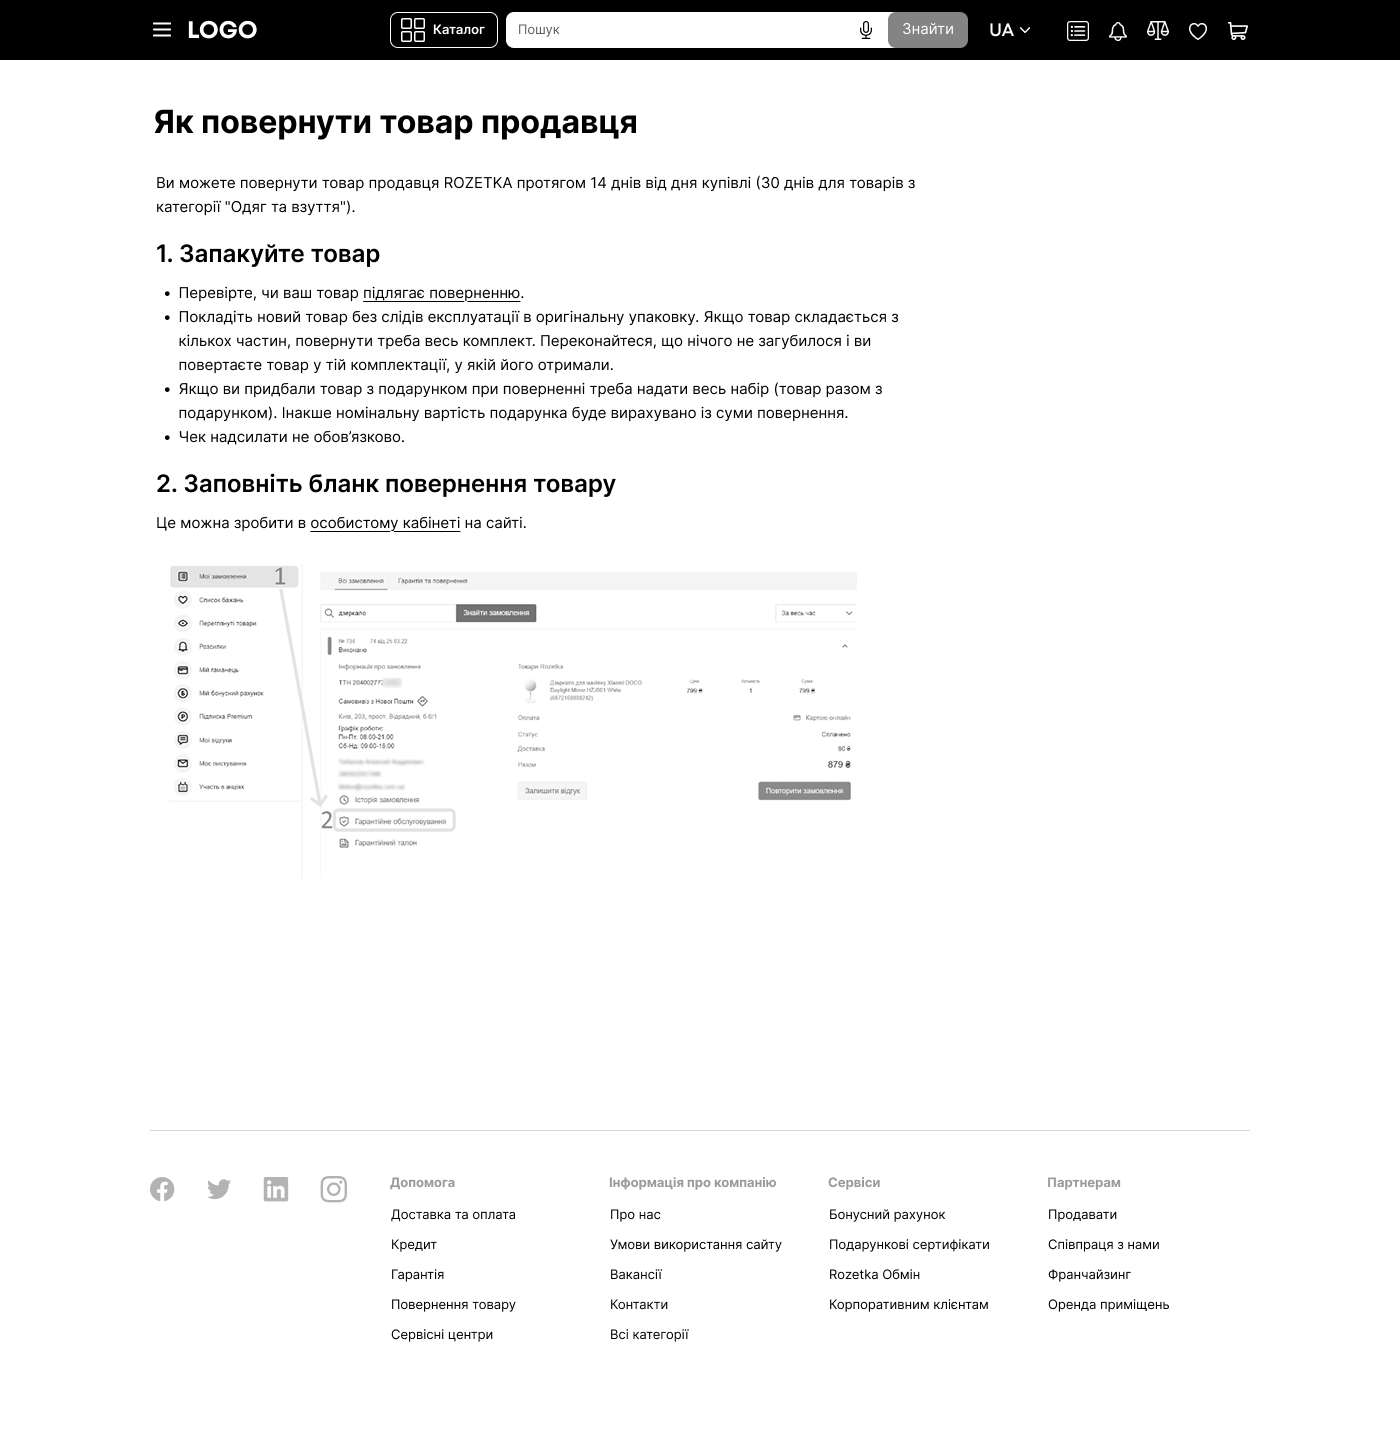 LOGO
Каталог
Пошук
Знайти
UA
Як повернути товар продавця
Ви можете повернути товар продавця ROZETKA протягом 14 днів від дня купівлі (30 днів для товарів з
категорії "Одяг та взуття").
1. Запакуйте товар
• Перевірте, чи ваш товар підлягає поверненню.
• Покладіть новий товар без слідів експлуатації в оригінальну упаковку. Якщо товар складається з
кількох частин, повернути треба весь комплект. Переконайтеся, що нічого не загубилося і ви
повертаєте товар у тій комплектації, у якій його отримали.
• Якщо ви придбали товар з подарунком при поверненні треба надати весь набір (товар разом з
подарунком). Інакше номінальну вартість подарунка буде вирахувано із суми повернення.
• Чек надсилати не обов’язково.
2. Заповніть бланк повернення товару
Це можна зробити в особистому кабінеті на сайті.
Мої замовлення 1
Список бажань
Переглянуті товари
Розсилки
Мій гаманець
Мій бонусний рахунок
Підписка Premium
Мої відгуки
Моє листування
Участь в акціях
Всі замовлення Гарантія та повернення
дзеркало
Знайти замовлення
За весь час
№ 734 74 від 25.03.22
Виконано
Інформація про замовлення
ТТН 204002773
Самовивіз з Нової Пошти
Київ, 203, просп. Відрадний, б.6/1
Графік роботи:
Пн-Пт: 08:00-21:00
Сб-Нд: 09:00-18:00
Історія замовлення
2 Гарантійне обслуговування
Гарантійний талон
Товари Rozetka
Дзеркало для макіяжу Xiaomi DOCO
Daylight Mirror HZJ001 White
(6972160000242)
Ціна
799 ₴
Кількість
1
Сума
799 ₴
Оплата Картою онлайн
Статус Сплачено
Доставка 80 ₴
Разом 879 ₴
Залишити відгук
Повторити замовлення
Допомога
Доставка та оплата
Кредит
Гарантія
Повернення товару
Сервісні центри
Інформація про компанію
Про нас
Умови використання сайту
Вакансії
Контакти
Всі категорії
Сервіси
Бонусний рахунок
Подарункові сертифікати
Rozetka Обмін
Корпоративним клієнтам
Партнерам
Продавати
Співпраця з нами
Франчайзинг
Оренда приміщень